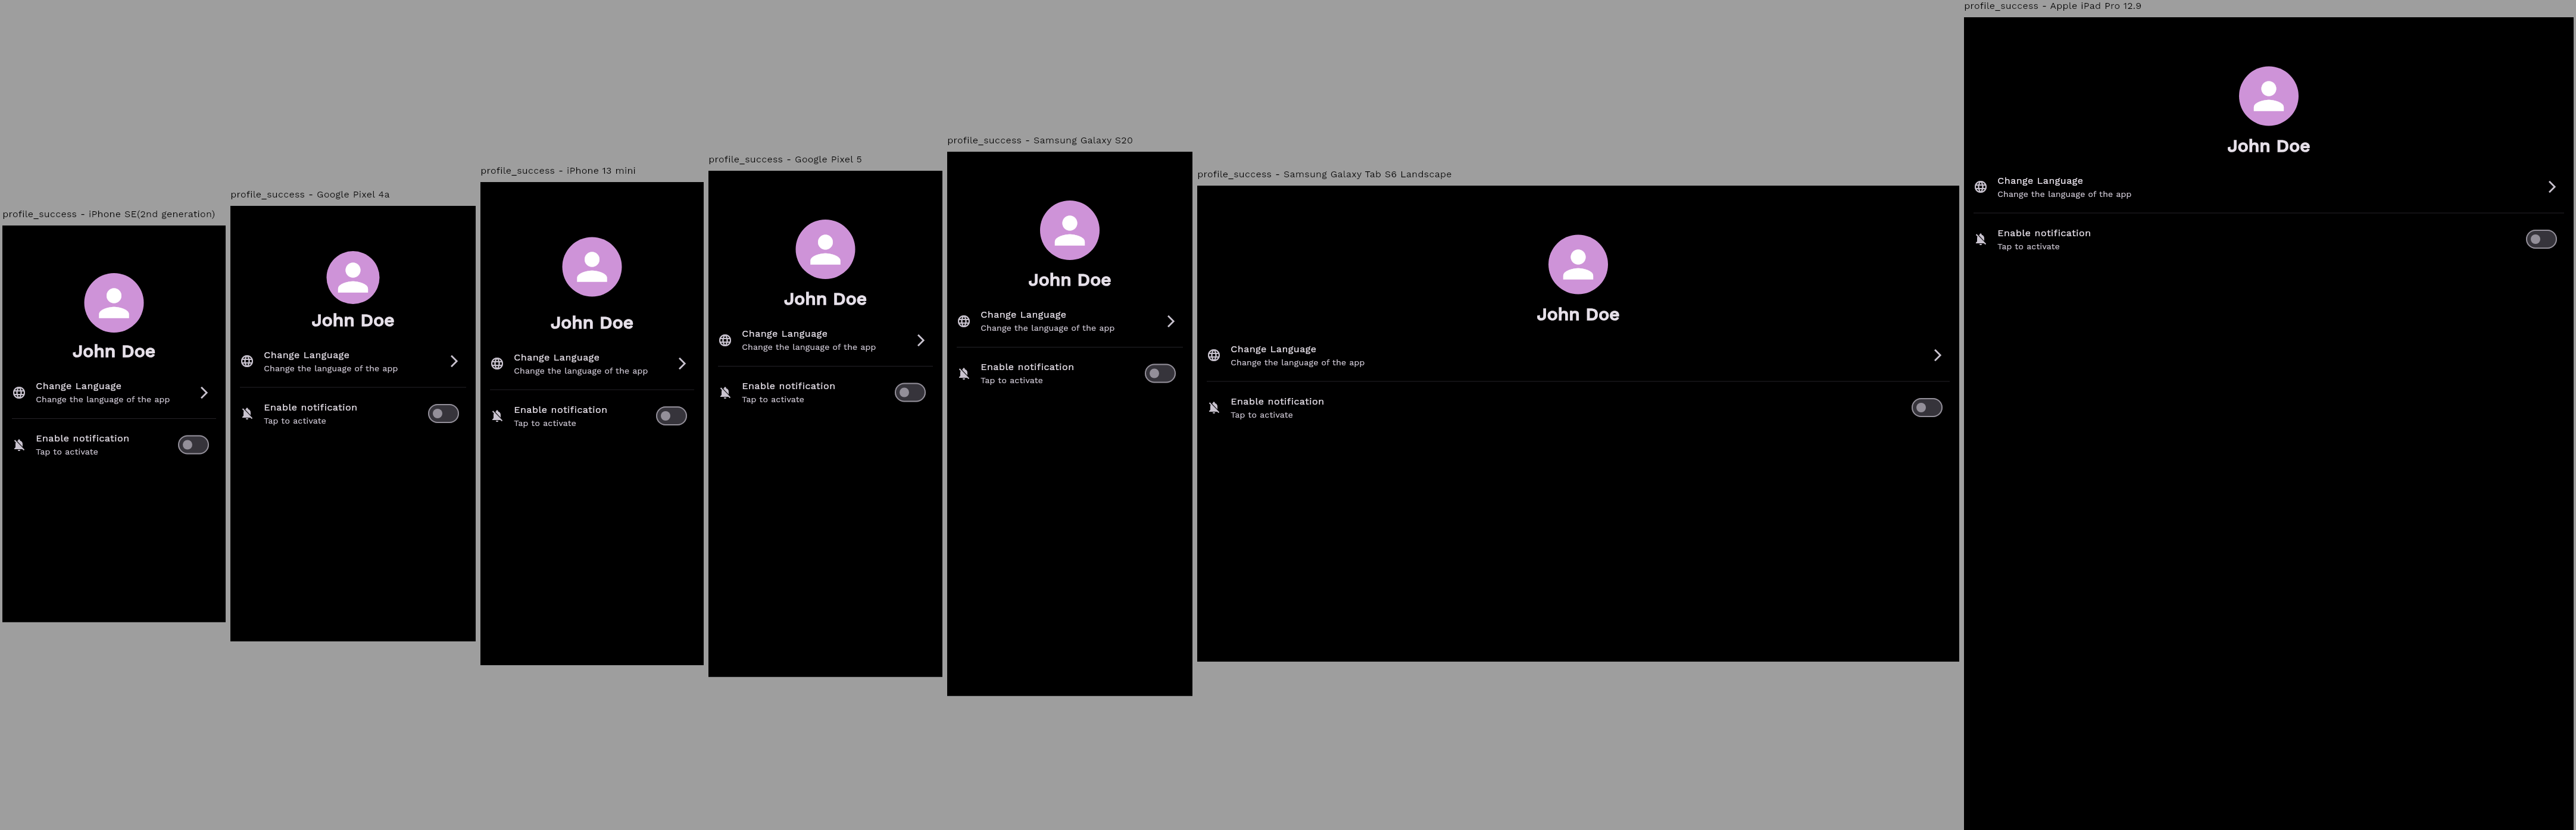 profile_success - iPhone SE(2nd generation)
John Doe
Change Language
Change the language of the app
Enable notification
Tap to activate
profile_success - Google Pixel 4a
John Doe
Change Language
Change the language of the app
Enable notification
Tap to activate
profile_success - iPhone 13 mini
John Doe
Change Language
Change the language of the app
Enable notification
Tap to activate
profile_success - Google Pixel 5
John Doe
Change Language
Change the language of the app
Enable notification
Tap to activate
profile_success - Samsung Galaxy S20
John Doe
Change Language
Change the language of the app
Enable notification
Tap to activate
profile_success - Samsung Galaxy Tab S6 Landscape
John Doe
Change Language
Change the language of the app
Enable notification
Tap to activate
profile_success - Apple iPad Pro 12.9
John Doe
Change Language
Change the language of the app
Enable notification
Tap to activate